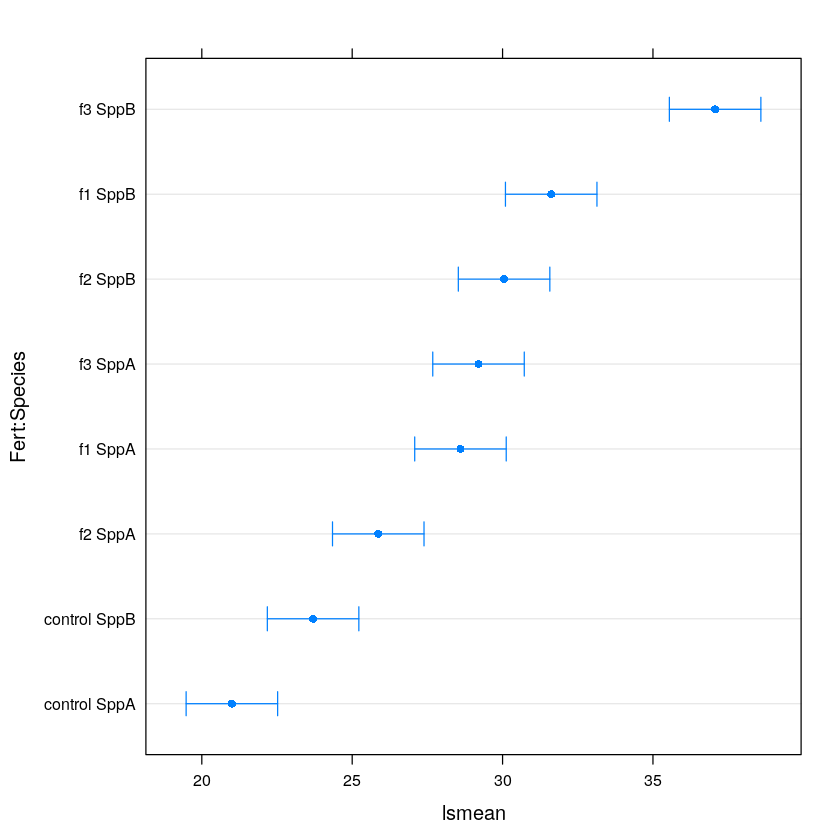 f3 SppB
f1 SppB
f2 SppB
f3 SppA
f1 SppA
f2 SppA
control SppB
control SppA
Fert:Species
20 25 30 35
lsmean